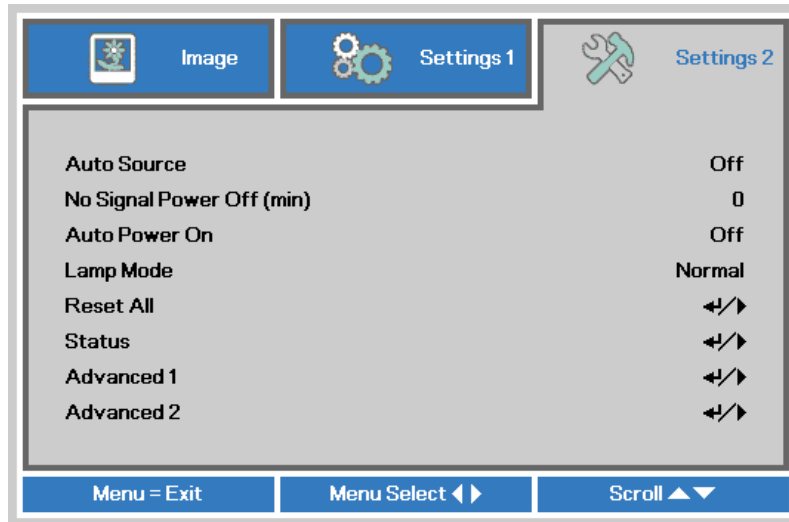 Image
Settings 1
Settings 2
Auto Source Off
No Signal Power Off (min) 0
Auto Power On Off
Lamp Mode Normal
Reset All ↵/▶
Status ↵/▶
Advanced 1 ↵/▶
Advanced 2 ↵/▶
Menu = Exit
Menu Select ◀▶
Scroll ▲▼